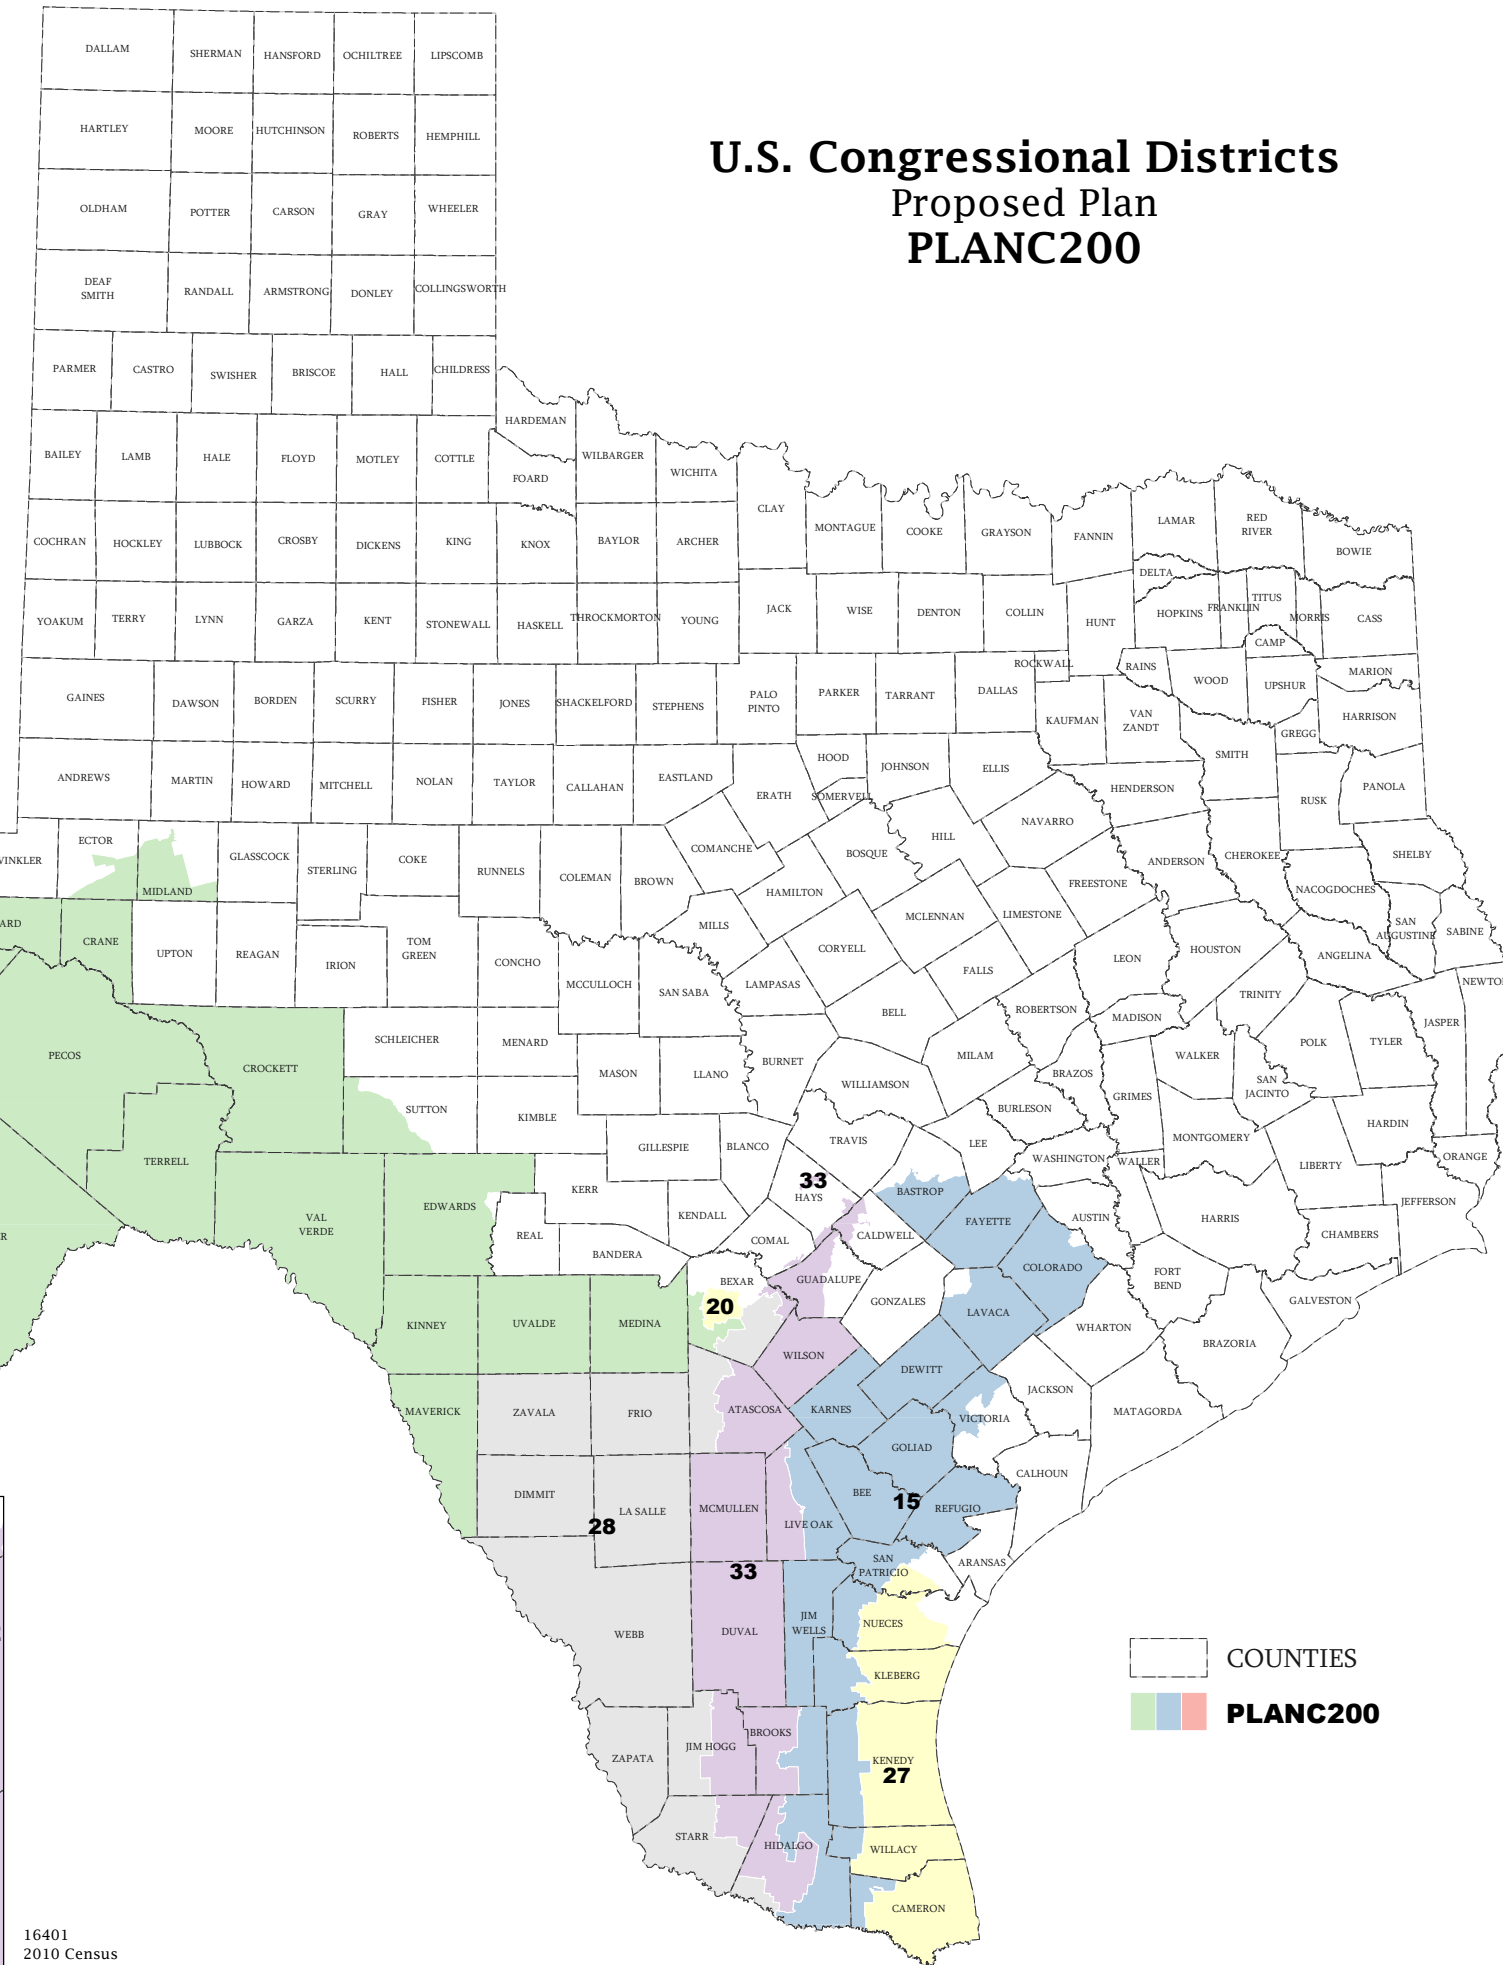 U.S. Congressional Districts
Proposed Plan
PLANC200
DALLAM
SHERMAN
HANSFORD
OCHILTREE
LIPSCOMB
HARTLEY
MOORE
HUTCHINSON
ROBERTS
HEMPHILL
OLDHAM
POTTER
CARSON
GRAY
WHEELER
DEAF
SMITH
RANDALL
ARMSTRONG
DONLEY
COLLINGSWORTH
PARMER
CASTRO
SWISHER
BRISCOE
HALL
CHILDRESS
HARDEMAN
BAILEY
LAMB
HALE
FLOYD
MOTLEY
COTTLE
FOARD
WILBARGER
WICHITA
CLAY
MONTAGUE
COOKE
GRAYSON
FANNIN
LAMAR
RED
RIVER
BOWIE
COCHRAN
HOCKLEY
LUBBOCK
CROSBY
DICKENS
KING
KNOX
BAYLOR
ARCHER
DELTA
YOAKUM
TERRY
LYNN
GARZA
KENT
STONEWALL
HASKELL
THROCKMORTON
YOUNG
JACK
WISE
DENTON
COLLIN
HUNT
HOPKINS
FRANKLIN
TITUS
MORRIS
CASS
CAMP
GAINES
DAWSON
BORDEN
SCURRY
FISHER
JONES
SHACKELFORD
STEPHENS
PALO
PINTO
PARKER
TARRANT
DALLAS
ROCKWALL
RAINS
WOOD
UPSHUR
MARION
KAUFMAN
VAN
ZANDT
GREGG
HARRISON
ANDREWS
MARTIN
HOWARD
MITCHELL
NOLAN
TAYLOR
CALLAHAN
EASTLAND
ERATH
HOOD
SOMERVELL
JOHNSON
ELLIS
HENDERSON
SMITH
RUSK
PANOLA
WINKLER
ECTOR
MIDLAND
GLASSCOCK
STERLING
COKE
RUNNELS
COLEMAN
BROWN
COMANCHE
HAMILTON
BOSQUE
HILL
NAVARRO
FREESTONE
ANDERSON
CHEROKEE
NACOGDOCHES
SHELBY
ARD
CRANE
UPTON
REAGAN
IRION
TOM
GREEN
CONCHO
MCCULLOCH
SAN SABA
MILLS
LAMPASAS
CORYELL
MCLENNAN
LIMESTONE
FALLS
LEON
HOUSTON
ANGELINA
SAN
AUGUSTINE
SABINE
PECOS
CROCKETT
SCHLEICHER
MENARD
MASON
LLANO
BURNET
BELL
WILLIAMSON
MILAM
ROBERTSON
MADISON
TRINITY
POLK
TYLER
JASPER
NEWTO
TERRELL
SUTTON
KIMBLE
GILLESPIE
BLANCO
TRAVIS
LEE
BURLESON
BRAZOS
GRIMES
WALKER
SAN
JACINTO
HARDIN
MONTGOMERY
WASHINGTON
WALLER
LIBERTY
ORANGE
R
VAL
VERDE
EDWARDS
KERR
REAL
BANDERA
KENDALL
COMAL
33
HAYS
CALDWELL
BASTROP
FAYETTE
AUSTIN
HARRIS
CHAMBERS
JEFFERSON
COLORADO
FORT
BEND
GALVESTON
BRAZORIA
KINNEY
UVALDE
MEDINA
BEXAR
20
GUADALUPE
GONZALES
LAVACA
WHARTON
WILSON
DEWITT
JACKSON
MATAGORDA
MAVERICK
ZAVALA
FRIO
ATASCOSA
KARNES
GOLIAD
VICTORIA
CALHOUN
DIMMIT
LA SALLE
28
MCMULLEN
LIVE OAK
BEE
15
REFUGIO
ARANSAS
SAN
PATRICIO
33
WEBB
DUVAL
JIM
WELLS
NUECES
KLEBERG
ZAPATA
JIM HOGG
BROOKS
KENEDY
27
STARR
HIDALGO
WILLACY
CAMERON
COUNTIES
PLANC200
16401
2010 Census